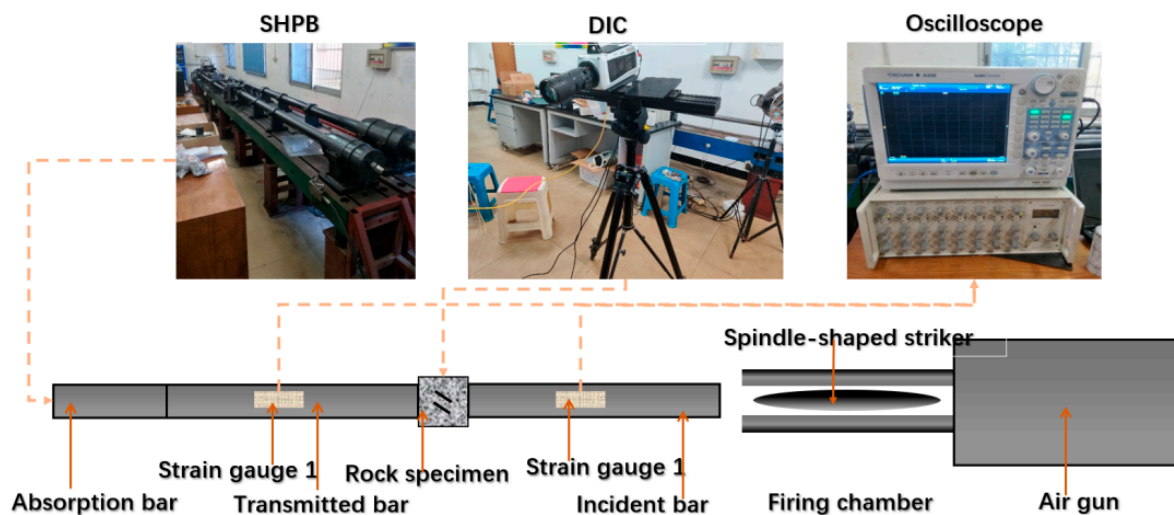 SHPB
DIC
Oscilloscope
YOKOGAWA
Spindle-shaped striker
Strain gauge 1
Rock specimen
Strain gauge 1
Absorption bar
Transmitted bar
Incident bar
Firing chamber
Air gun